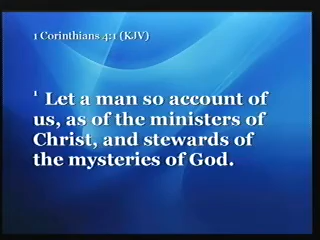 1 Corinthians 4:1 (KJV)
1 Let a man so account of
us, as of the ministers of
Christ, and stewards of
the mysteries of God.